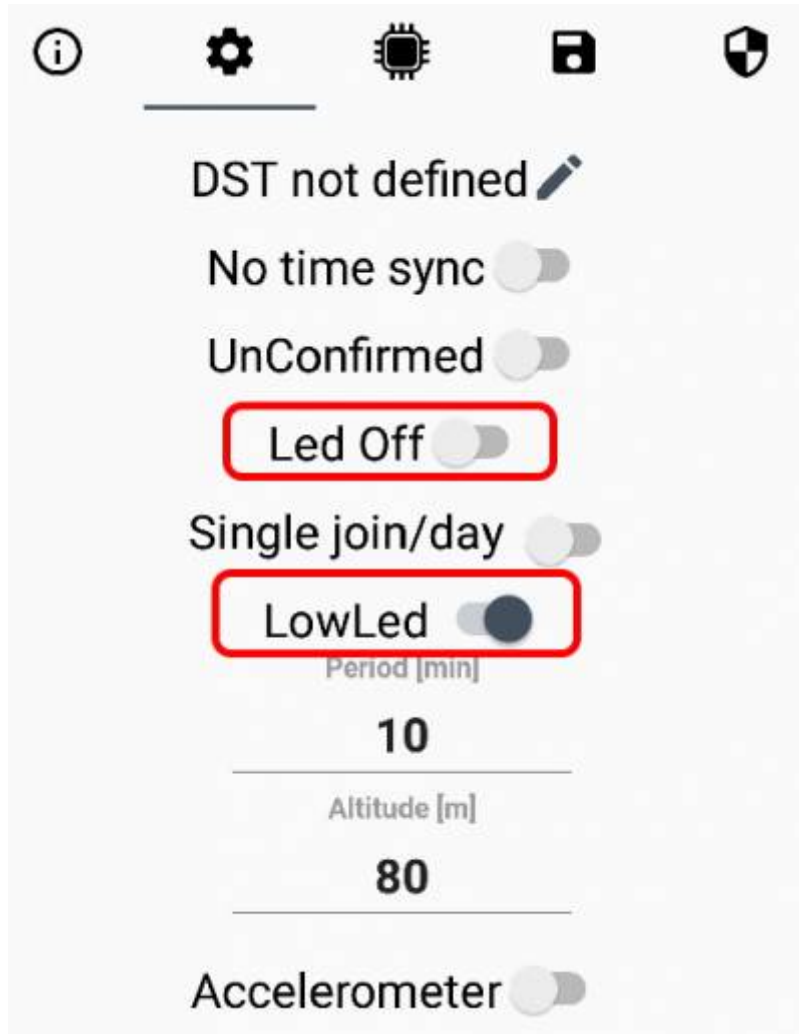 DST not defined
No time sync
UnConfirmed
Led Off
Single join/day
LowLed
Period [min]
10
Altitude [m]
80
Accelerometer